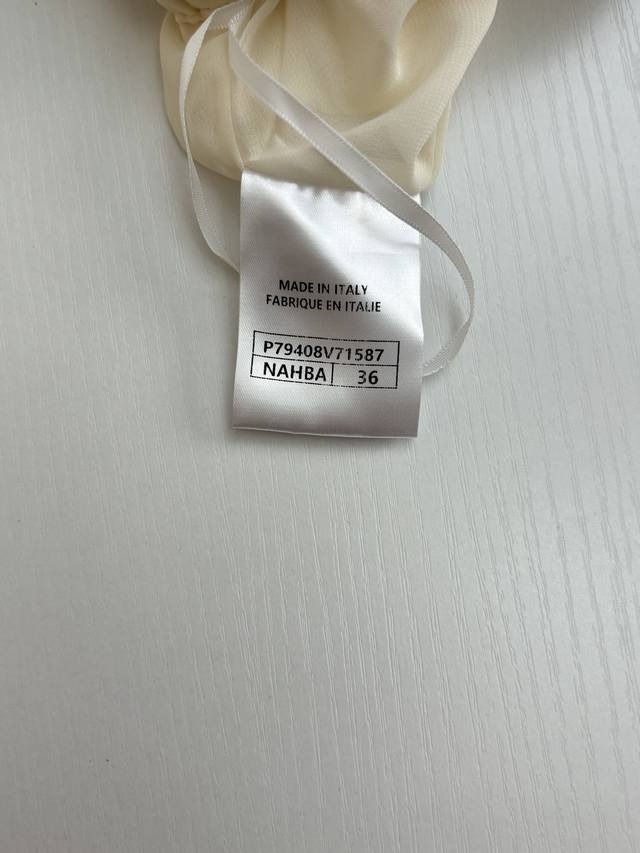 MADE IN ITALY
FABRIQUE EN ITALIE
P79408V71587
NAHBA 36